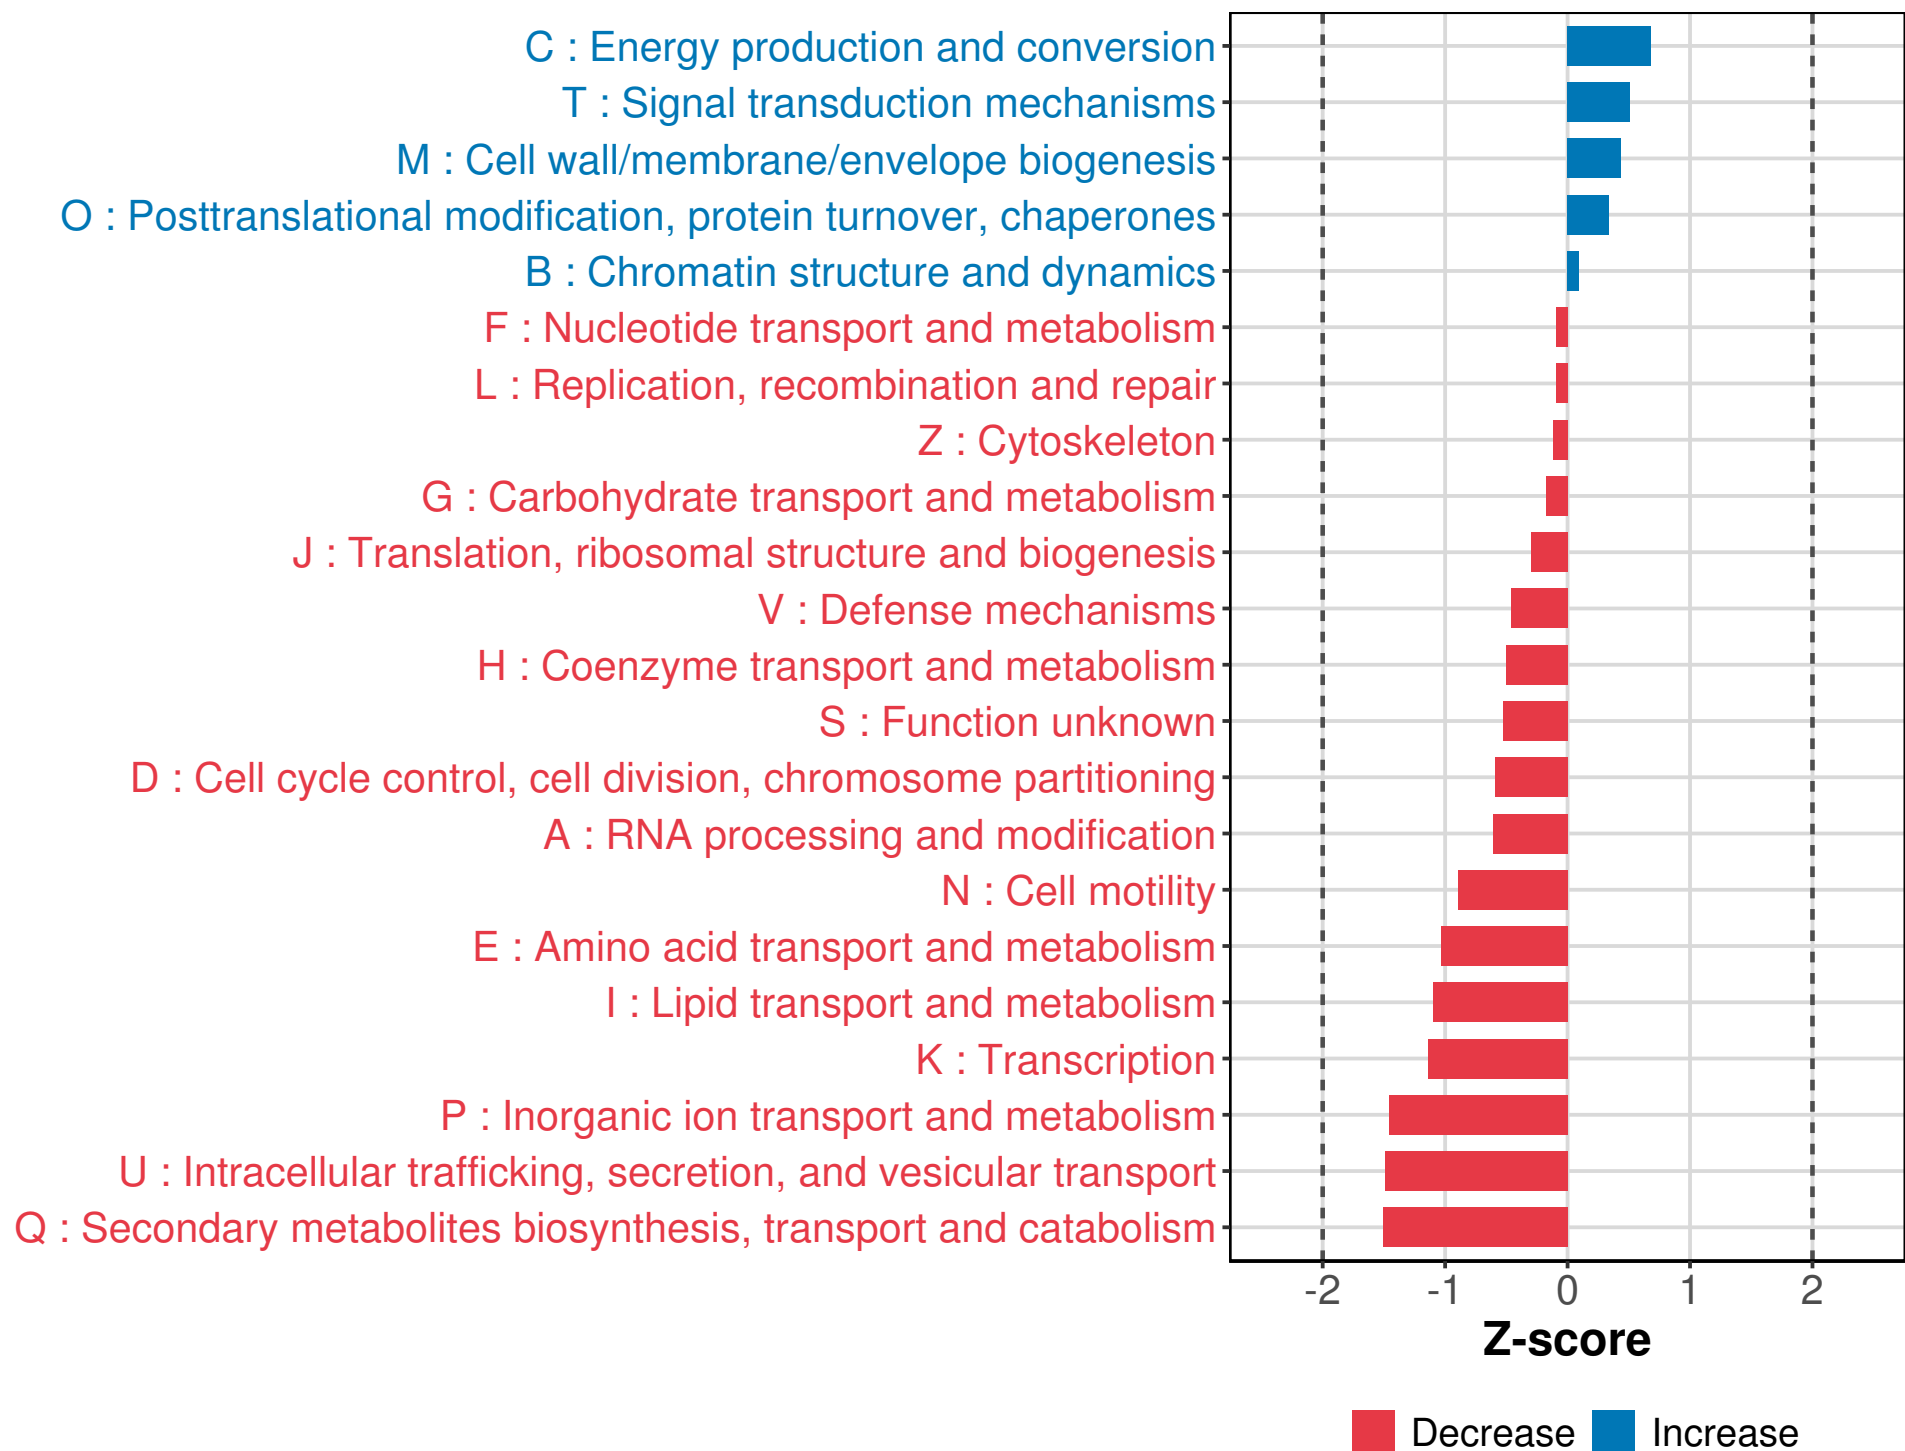 C : Energy production and conversion
T : Signal transduction mechanisms
M : Cell wall/membrane/envelope biogenesis
O : Posttranslational modification, protein turnover, chaperones
B : Chromatin structure and dynamics
F : Nucleotide transport and metabolism
L : Replication, recombination and repair
Z : Cytoskeleton
G : Carbohydrate transport and metabolism
J : Translation, ribosomal structure and biogenesis
V : Defense mechanisms
H : Coenzyme transport and metabolism
S : Function unknown
D : Cell cycle control, cell division, chromosome partitioning
A : RNA processing and modification
N : Cell motility
E : Amino acid transport and metabolism
I : Lipid transport and metabolism
K : Transcription
P : Inorganic ion transport and metabolism
U : Intracellular trafficking, secretion, and vesicular transport
Q : Secondary metabolites biosynthesis, transport and catabolism
-2 -1 0 1 2
Z-score
Decrease Increase